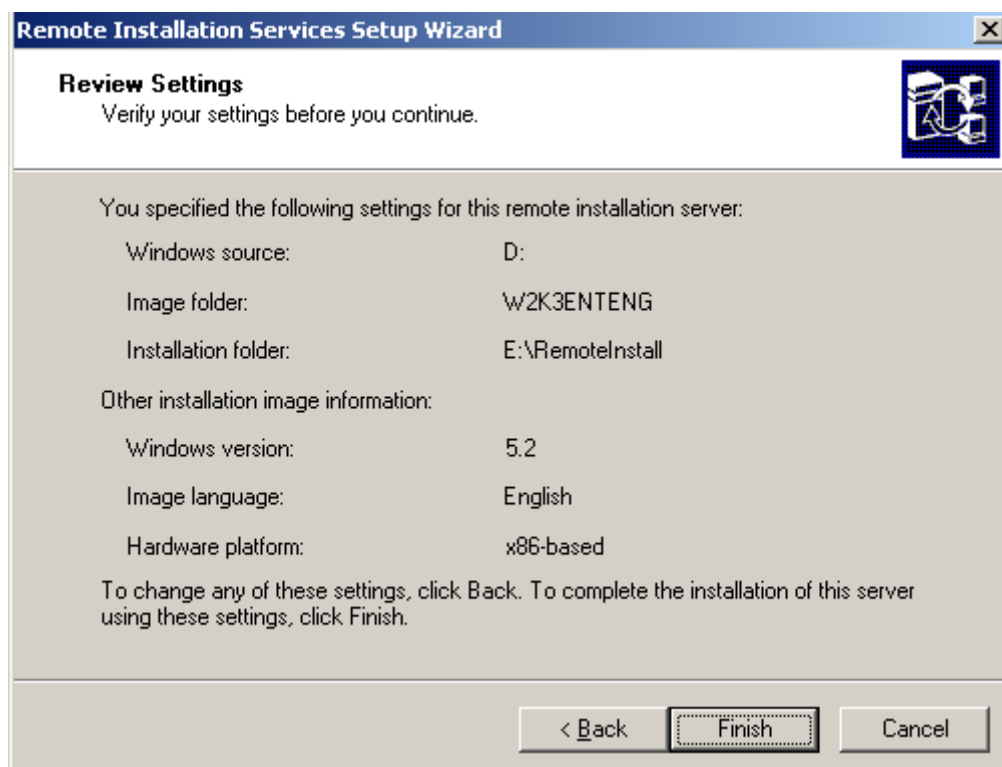 Remote Installation Services Setup Wizard
Review Settings
Verify your settings before you continue.
You specified the following settings for this remote installation server:
Windows source: D:
Image folder: W2K3ENTENG
Installation folder: E:\RemoteInstall
Other installation image information:
Windows version: 5.2
Image language: English
Hardware platform: x86-based
To change any of these settings, click Back. To complete the installation of this server
using these settings, click Finish.
< Back Finish Cancel